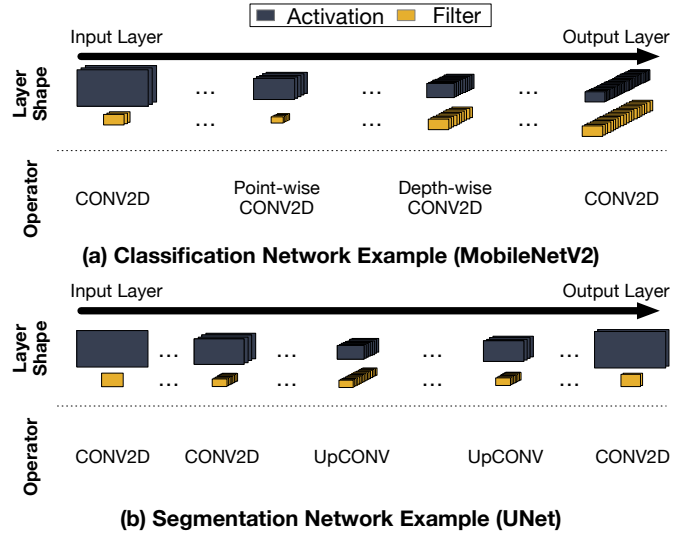 Activation Filter
Input Layer Output Layer
Layer Shape
... ... ... 
... ... ...
Operator
CONV2D Point-wise CONV2D Depth-wise CONV2D CONV2D
(a) Classification Network Example (MobileNetV2)
Input Layer Output Layer
Layer Shape
... ... ... ...
... ... ... ...
Operator
CONV2D CONV2D UpCONV UpCONV CONV2D
(b) Segmentation Network Example (UNet)